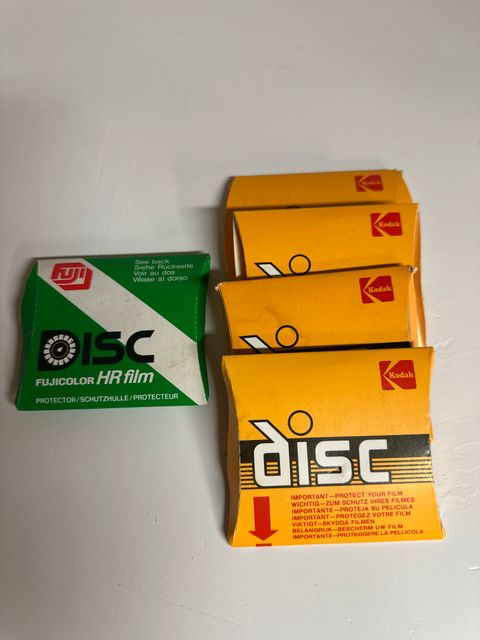 FUJI
See back
Siehe Rückseite
Voir au dos
Véase al dorso
DISC
FUJICOLOR HR film
PROTECTOR/SCHUTZHULLE/PROTECTEUR
Kodak
Kodak
Kodak
Kodak
disc
IMPORTANT—PROTECT YOUR FILM
WICHTIG—ZUM SCHUTZ IHRES FILMES
IMPORTANTE—PROTEJA SU PELICULA
IMPORTANT—PROTEGEZ VOTRE FILM
VIKTIGT—SKYDDA FILMEN
BELANGRIJK—BESCHERM UW FILM
IMPORTANTE—PROTEGGERE LA PELLICOLA